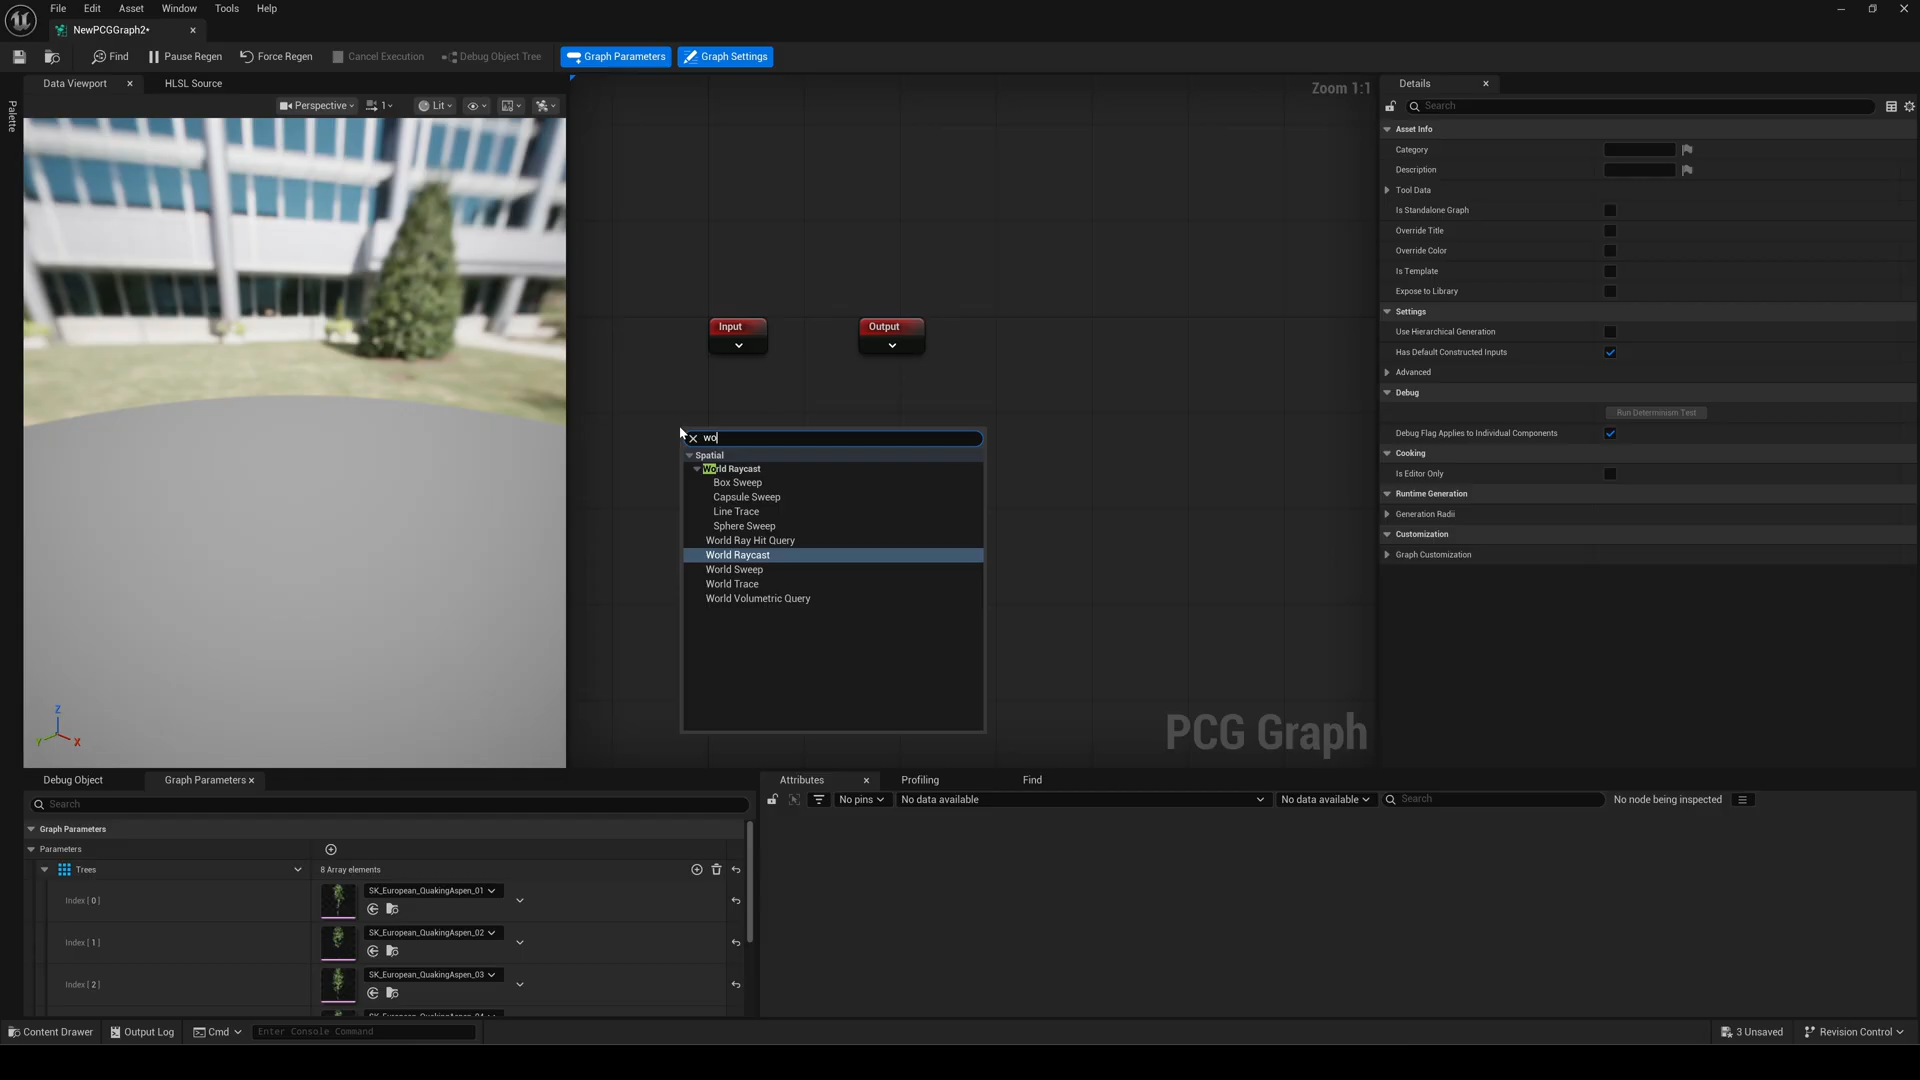 File Edit Asset Window Tools Help
NewPCGGraph2*
Find Pause Regen Force Regen Cancel Execution Debug Object Tree Graph Parameters Graph Settings
Palette
Data Viewport HLSL Source
Perspective 1 Lit
Zoom 1:1
Input
Output
wo
Spatial
World Raycast
Box Sweep
Capsule Sweep
Line Trace
Sphere Sweep
World Ray Hit Query
World Raycast
World Sweep
World Trace
World Volumetric Query
PCG Graph
Z
Y X
Details
Search
Asset Info
Category
Description
Tool Data
Is Standalone Graph
Override Title
Override Color
Is Template
Expose to Library
Settings
Use Hierarchical Generation
Has Default Constructed Inputs
Advanced
Debug
Run Determinism Test
Debug Flag Applies to Individual Components
Cooking
Is Editor Only
Runtime Generation
Generation Radii
Customization
Graph Customization
Debug Object Graph Parameters
Search
Graph Parameters
Parameters
Trees 8 Array elements
Index [ 0 ] SK_European_QuakingAspen_01
Index [ 1 ] SK_European_QuakingAspen_02
Index [ 2 ] SK_European_QuakingAspen_03
Attributes Profiling Find
No pins No data available No data available Search No node being inspected
Content Drawer Output Log Cmd Enter Console Command 3 Unsaved Revision Control